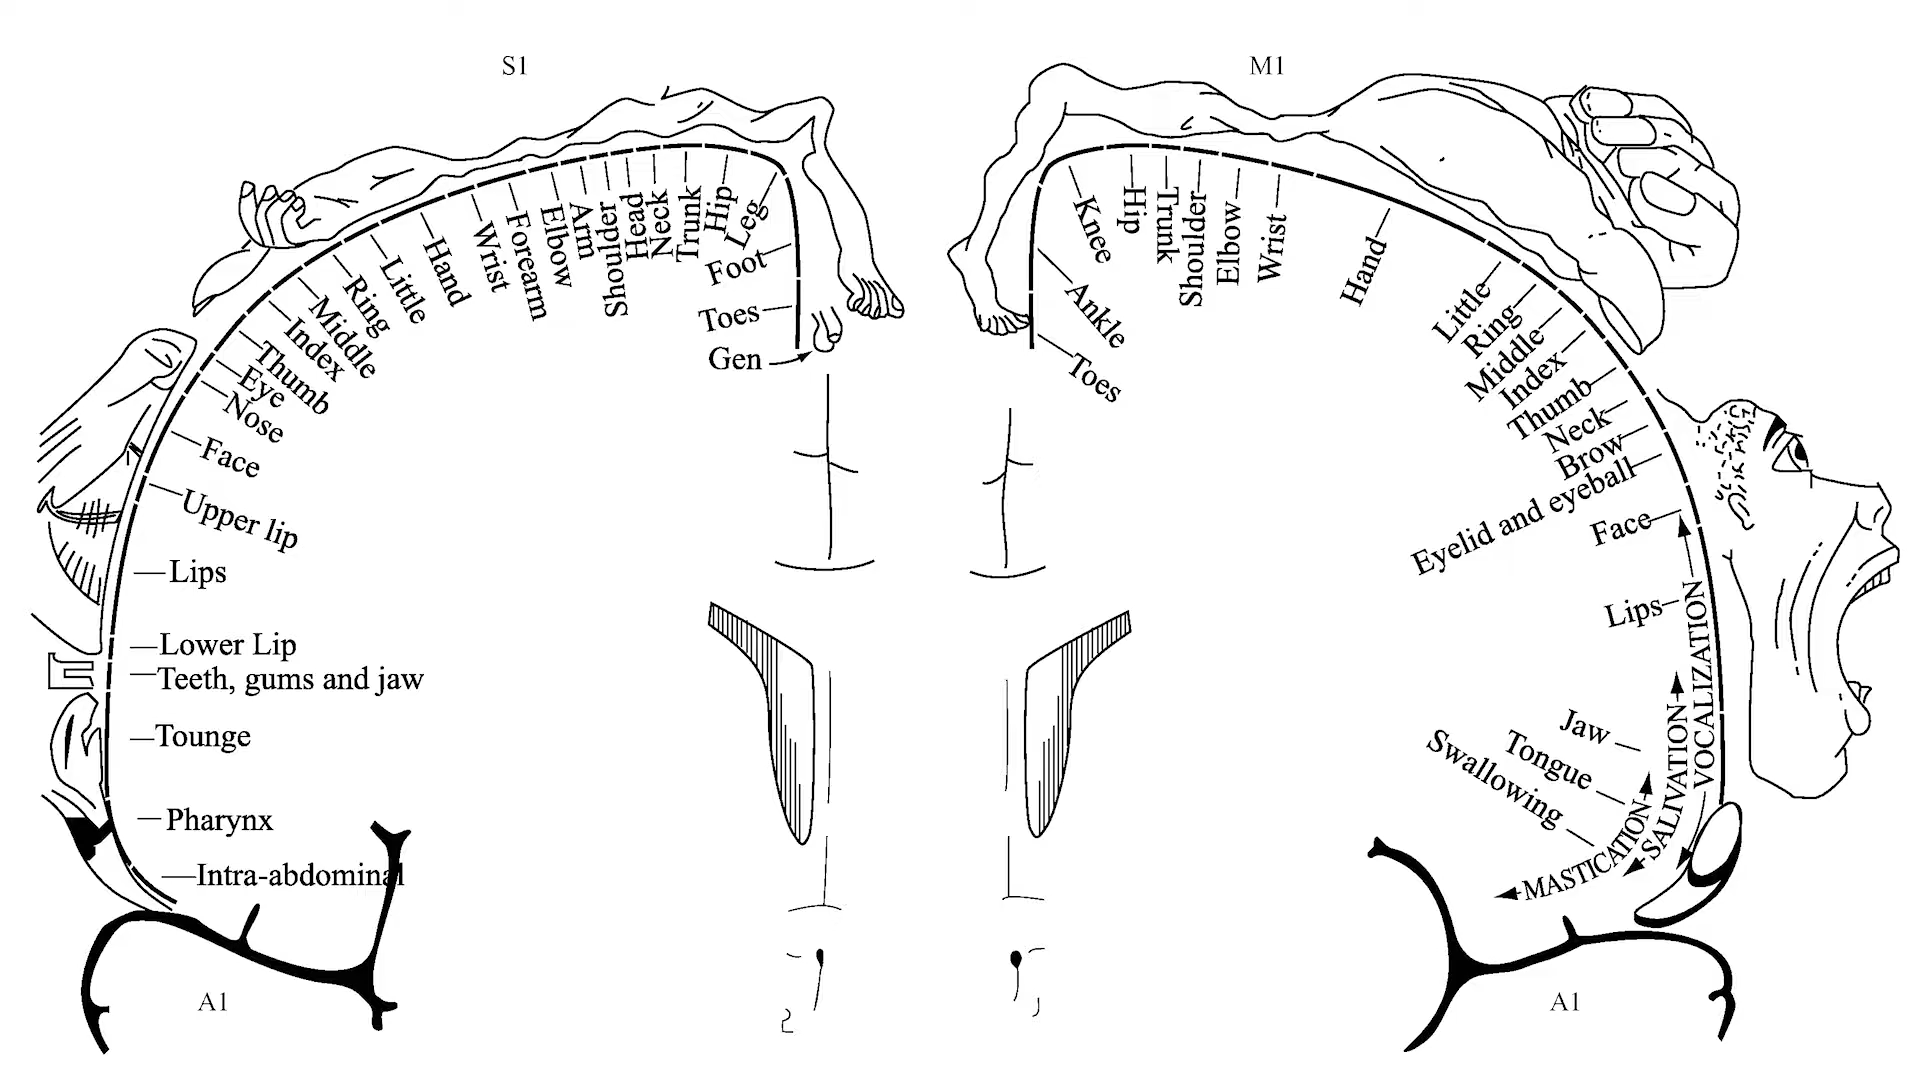 S1
M1
Intra-abdominal
Pharynx
Tounge
Teeth, gums and jaw
Lower Lip
Lips
Upper lip
Face
Nose
Eye
Thumb
Index
Middle
Ring
Little
Hand
Wrist
Forearm
Elbow
Arm
Shoulder
Head
Neck
Trunk
Hip
Leg
Foot
Toes
Gen
Toes
Ankle
Knee
Hip
Trunk
Shoulder
Elbow
Wrist
Hand
Little
Ring
Middle
Index
Thumb
Neck
Brow
Eyelid and eyeball
Face
Lips
Jaw
Tongue
Swallowing
MASTICATION
SALIVATION
VOCALIZATION
A1
A1